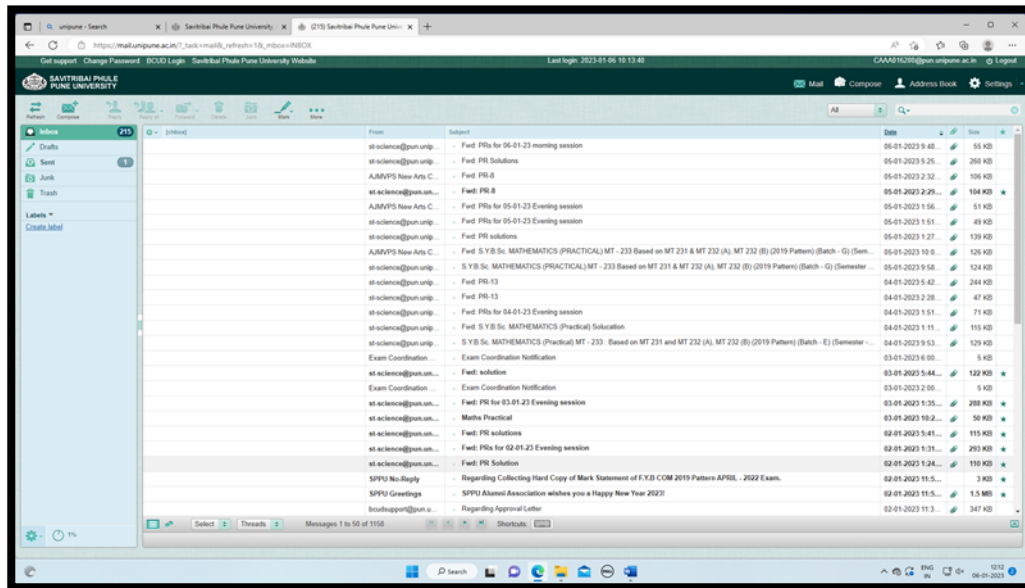 unipune - Search
Savitribai Phule Pune University
(215) Savitribai Phule Pune Univ
https://mail.unipune.ac.in/?_task=mail&_refresh=1&_mbox=INBOX
Get support Change Password BCUD Login Savitribai Phule Pune University Website Last login: 2023-01-06 10:13:40 CAAA016200@pun.unipune.ac.in Logout
SAVITRIBAI PHULE
PUNE UNIVERSITY
Mail Compose Address Book Settings
Refresh Compose Reply Reply all Forward Delete Junk Mark More
All
Inbox 215
Drafts
Sent 1
Junk
Trash
Labels
Create label
From Subject Date Size
st-science@pun.unip... Fwd: PRs for 06-01-23 morning session 06-01-2023 9:48... 55 KB
st-science@pun.unip... Fwd: PR Solutions 05-01-2023 5:25... 260 KB
AJMVPS New Arts C... Fwd: PR-8 05-01-2023 2:32... 106 KB
st-science@pun.un... Fwd: PR-8 05-01-2023 2:29... 104 KB
AJMVPS New Arts C... Fwd: PRs for 05-01-23 Evening session 05-01-2023 1:56... 51 KB
st-science@pun.unip... Fwd: PRs for 05-01-23 Evening session 05-01-2023 1:51... 49 KB
st-science@pun.unip... Fwd: PR solutions 05-01-2023 1:27... 139 KB
AJMVPS New Arts C... Fwd: S.Y.B.Sc. MATHEMATICS (PRACTICAL) MT - 233 Based on MT 231 & MT 232 (A), MT 232 (B) (2019 Pattern) (Batch - G) (Sem... 05-01-2023 10:0... 126 KB
st-science@pun.unip... S.Y.B.Sc. MATHEMATICS (PRACTICAL) MT - 233 Based on MT 231 & MT 232 (A), MT 232 (B) (2019 Pattern) (Batch - G) (Semester ... 05-01-2023 9:58... 124 KB
st-science@pun.unip... Fwd: PR-13 04-01-2023 5:42... 244 KB
st-science@pun.unip... Fwd: PR-13 04-01-2023 2:28... 47 KB
st-science@pun.unip... Fwd: PRs for 04-01-23 Evening session 04-01-2023 1:51... 71 KB
st-science@pun.unip... Fwd: S.Y.B.Sc. MATHEMATICS (Practical) Solucation 04-01-2023 1:11... 115 KB
st-science@pun.unip... S.Y.B.Sc. MATHEMATICS (Practical) MT - 233 : Based on MT 231 and MT 232 (A), MT 232 (B) (2019 Pattern) (Batch - E) (Semester -... 04-01-2023 9:53... 129 KB
Exam Coordination ... Exam Coordination Notification 03-01-2023 6:00... 5 KB
st-science@pun.un... Fwd: solution 03-01-2023 5:44... 122 KB
Exam Coordination ... Exam Coordination Notification 03-01-2023 2:00... 5 KB
st-science@pun.un... Fwd: PR for 03-01-23 Evening session 03-01-2023 1:35... 288 KB
st-science@pun.un... Maths Practical 03-01-2023 10:2... 50 KB
st-science@pun.un... Fwd: PR solutions 02-01-2023 5:41... 115 KB
st-science@pun.un... Fwd: PRs for 02-01-23 Evening session 02-01-2023 1:31... 293 KB
st-science@pun.un... Fwd: PR Solution 02-01-2023 1:24... 110 KB
SPPU No-Reply Regarding Collecting Hard Copy of Mark Statement of F.Y.B COM 2019 Pattern APRIL - 2022 Exam. 02-01-2023 11:5... 3 KB
SPPU Greetings SPPU Alumni Association wishes you a Happy New Year 2023! 02-01-2023 11:5... 1.5 MB
bcudsupport@pun.u... Regarding Approval Letter 02-01-2023 11:3... 347 KB
Select Threads Messages 1 to 50 of 1158 Shortcuts:
1%
Search ENG 12:12
IN 06-01-2023